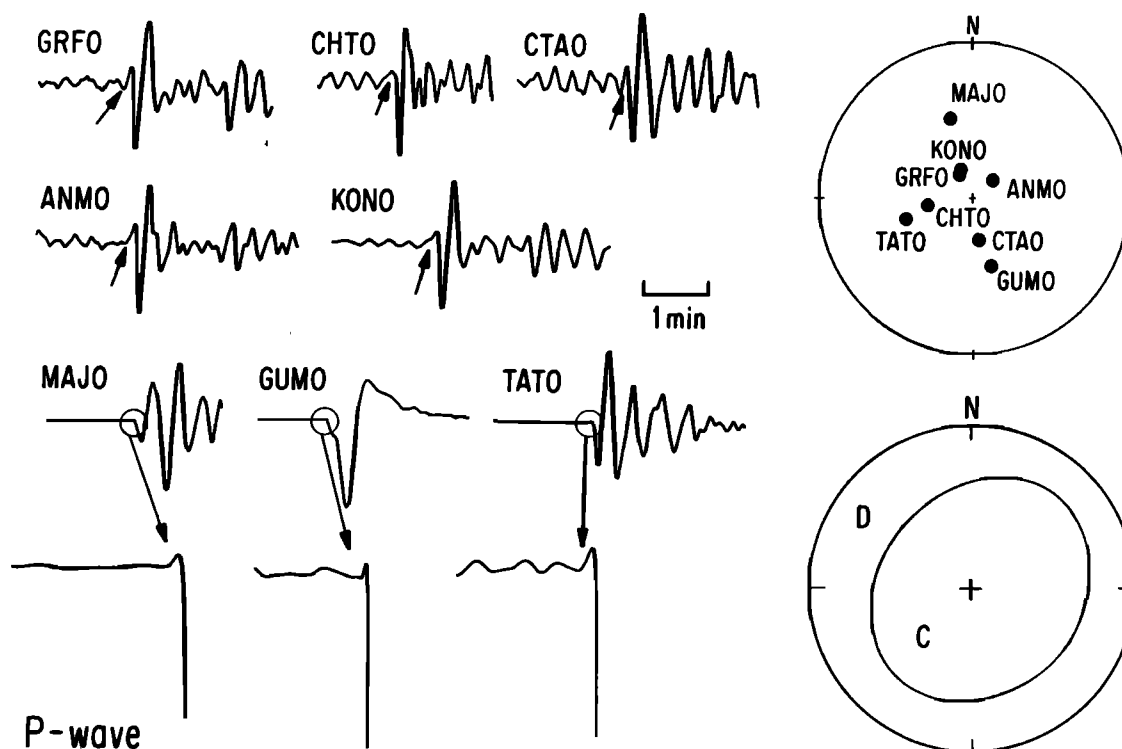 GRFO CHTO CTAO
ANMO KONO
1 min
MAJO GUMO TATO
P-wave
N
MAJO
KONO
GRFO ANMO
CHTO
TATO CTAO
GUMO
N
D
C